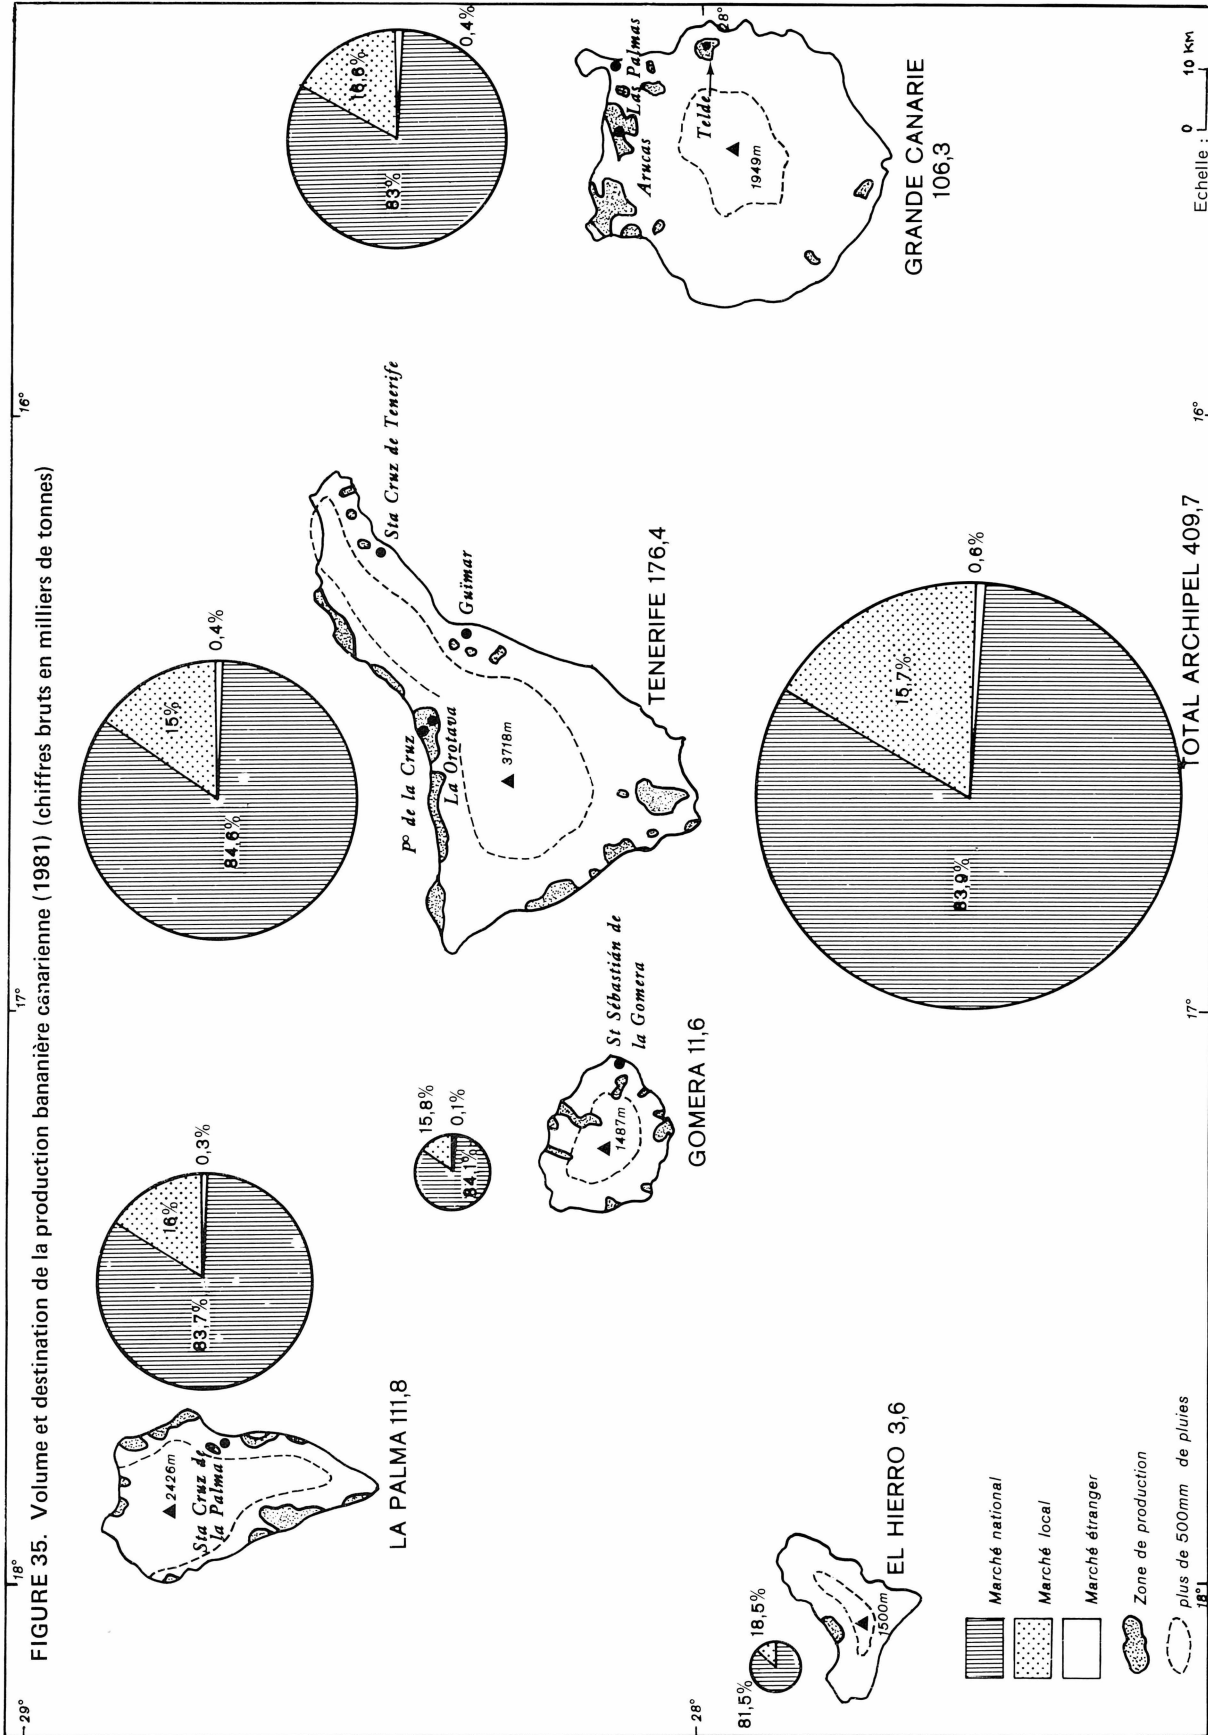 FIGURE 35. Volume et destination de la production bananière canarienne (1981) (chiffres bruts en milliers de tonnes)
29°
18°
17°
16°
28°
28°
18°
17°
16°
2426m
Sta Cruz de
la Palma
LA PALMA 111,8
83,7%
16%
0,3%
15,8%
0,1%
84,1%
1487m
St Sébastián de
la Gomera
GOMERA 11,6
81,5%
18,5%
1500m
EL HIERRO 3,6
84,6%
15%
0,4%
Pº de la Cruz
La Orotava
3718m
Güimar
Sta Cruz de Tenerife
TENERIFE 176,4
83%
16,6%
0,4%
Arucas
Las Palmas
Telde
1949m
GRANDE CANARIE
106,3
83,9%
15,7%
0,6%
TOTAL ARCHIPEL 409,7
Marché national
Marché local
Marché étranger
Zone de production
plus de 500mm de pluies
Echelle :
0
10 KM